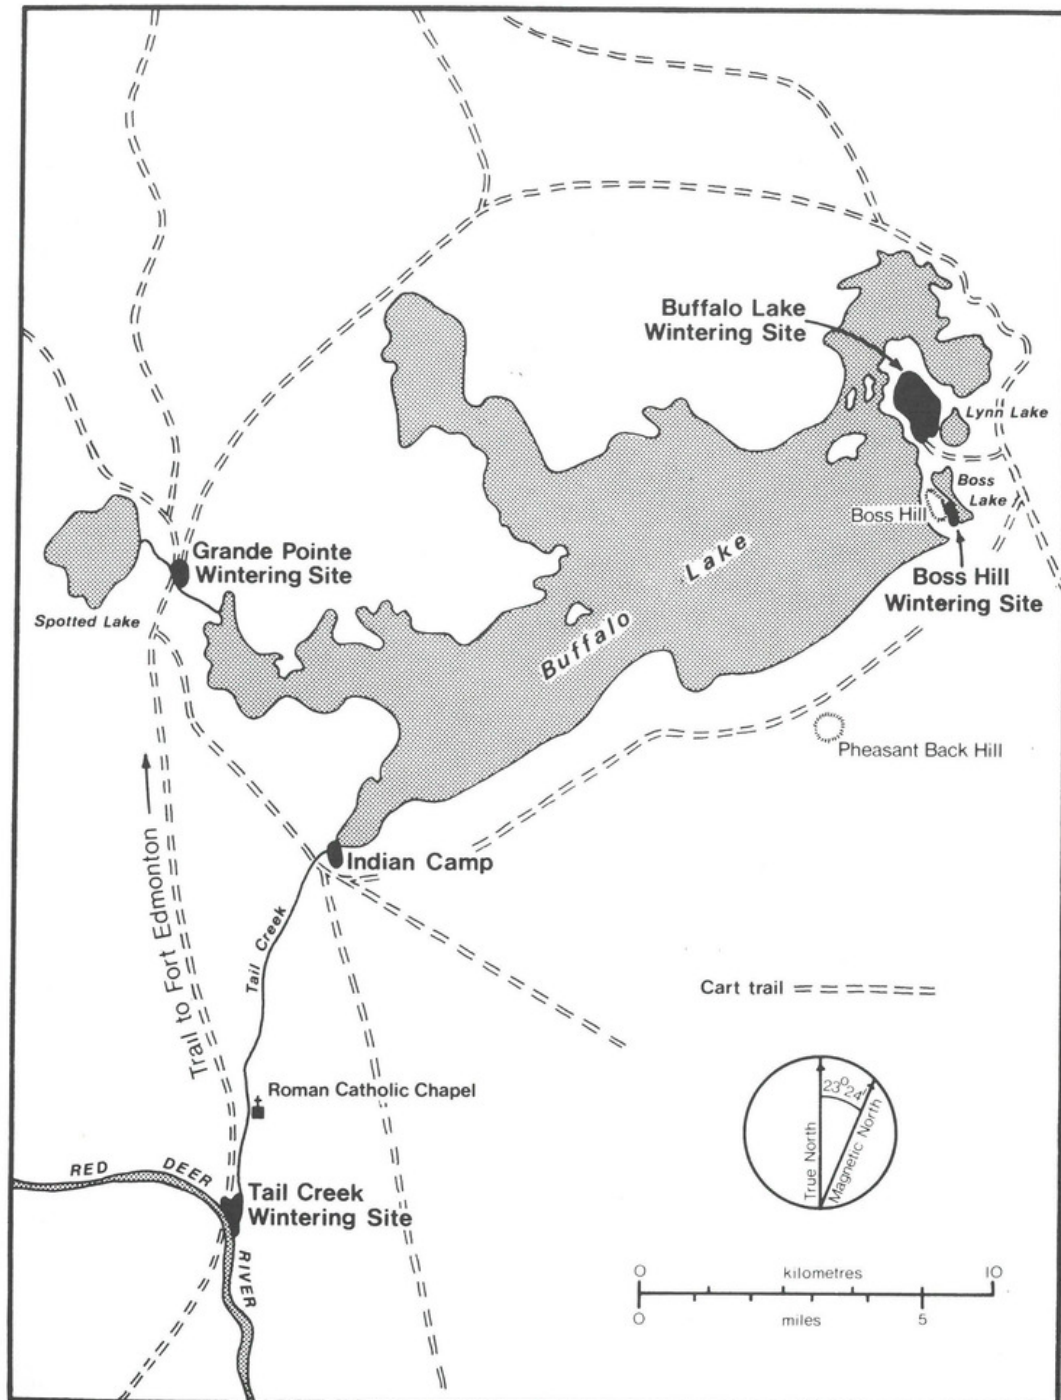 Buffalo Lake
Wintering Site
Lynn Lake
Boss
Lake
Boss Hill
Boss Hill
Wintering Site
Grande Pointe
Wintering Site
Spotted Lake
Buffalo Lake
Pheasant Back Hill
Indian Camp
Trail to Fort Edmonton
Tail Creek
Cart trail
Roman Catholic Chapel
23°24'
True North
Magnetic North
RED DEER RIVER
Tail Creek
Wintering Site
0 kilometres 10
0 miles 5